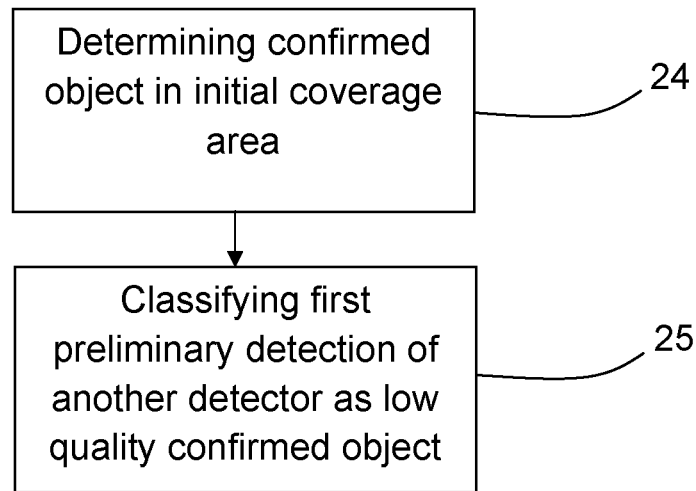 Determining confirmed
object in initial coverage
area
24
Classifying first
preliminary detection of
another detector as low
quality confirmed object
25